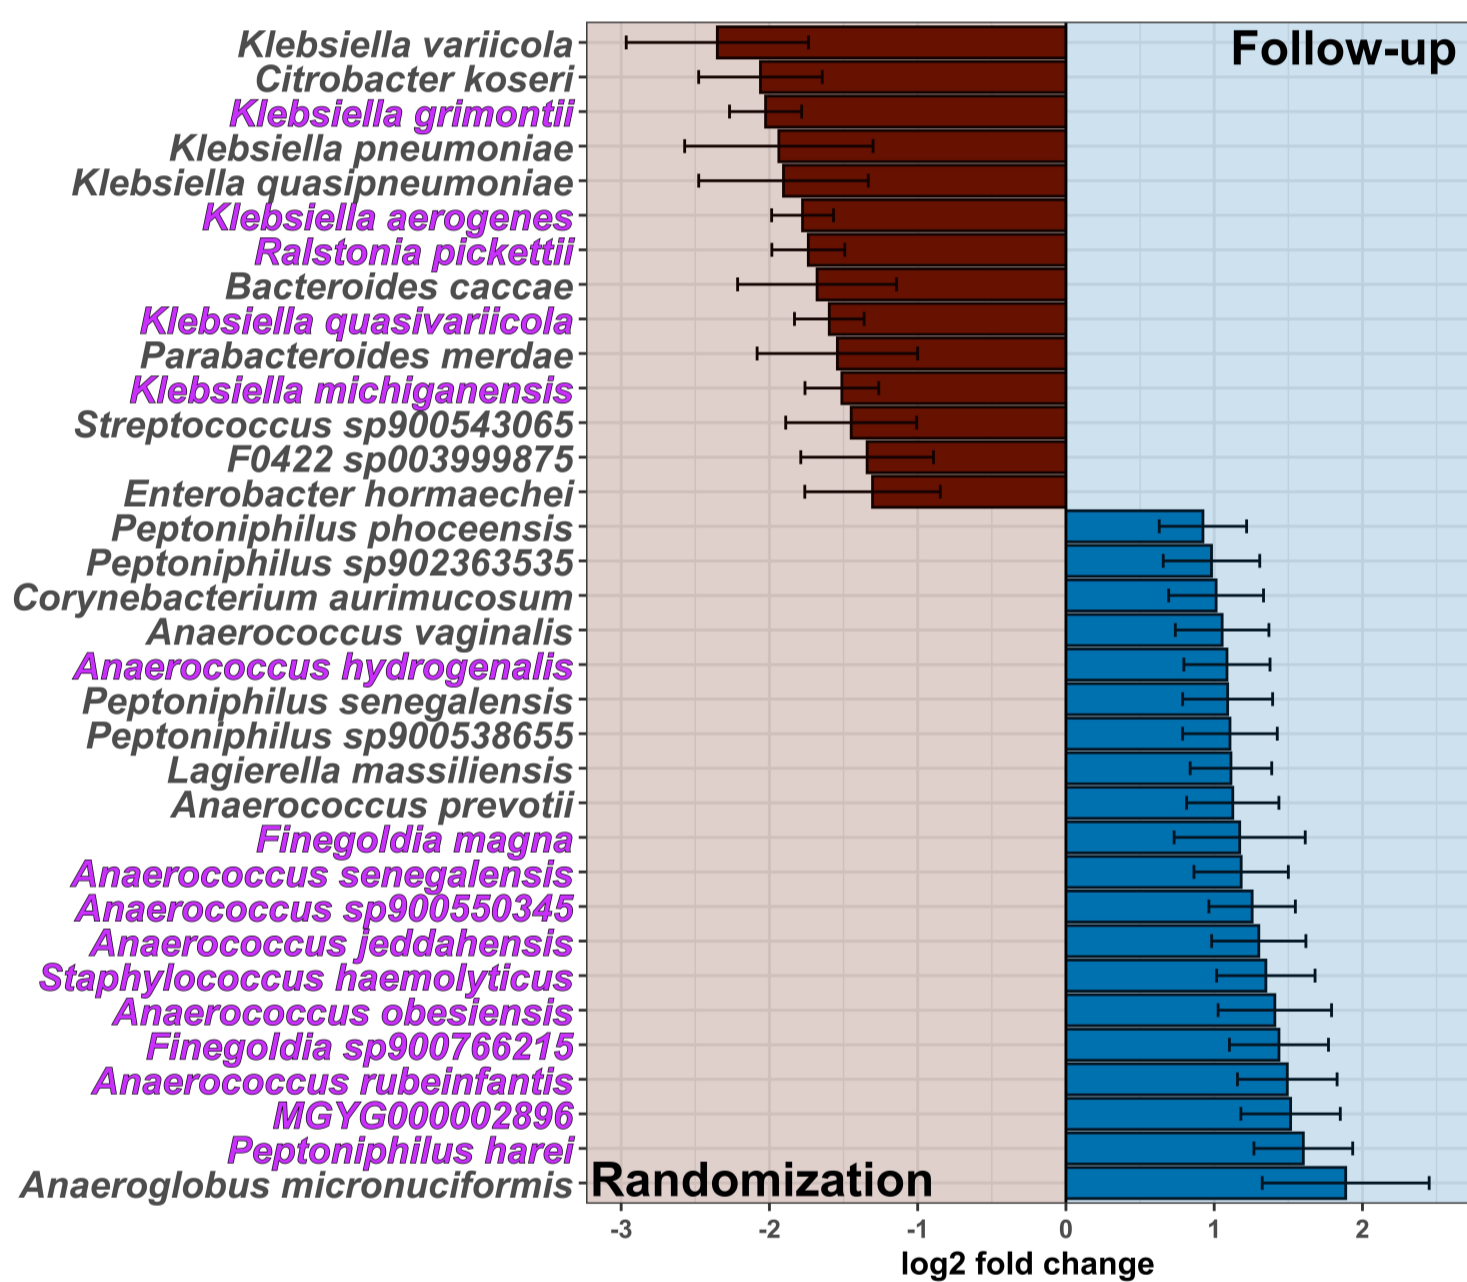 Klebsiella variicola
Follow-up
Citrobacter koseri
Klebsiella grimontii
Klebsiella pneumoniae
Klebsiella quasipneumoniae
Klebsiella aerogenes
Ralstonia pickettii
Bacteroides caccae
Klebsiella quasivariicola
Parabacteroides merdae
Klebsiella michiganensis
Streptococcus sp900543065
F0422 sp003999875
Enterobacter hormaechei
Peptoniphilus phoceensis
Peptoniphilus sp902363535
Corynebacterium aurimucosum
Anaerococcus vaginalis
Anaerococcus hydrogenalis
Peptoniphilus senegalensis
Peptoniphilus sp900538655
Lagierella massiliensis
Anaerococcus prevotii
Finegoldia magna
Anaerococcus senegalensis
Anaerococcus sp900550345
Anaerococcus jeddahensis
Staphylococcus haemolyticus
Anaerococcus obesiensis
Finegoldia sp900766215
Anaerococcus rubeinfantis
MGYG000002896
Peptoniphilus harei
Anaeroglobus micronuciformis
Randomization
-3 -2 -1 0 1 2
log2 fold change